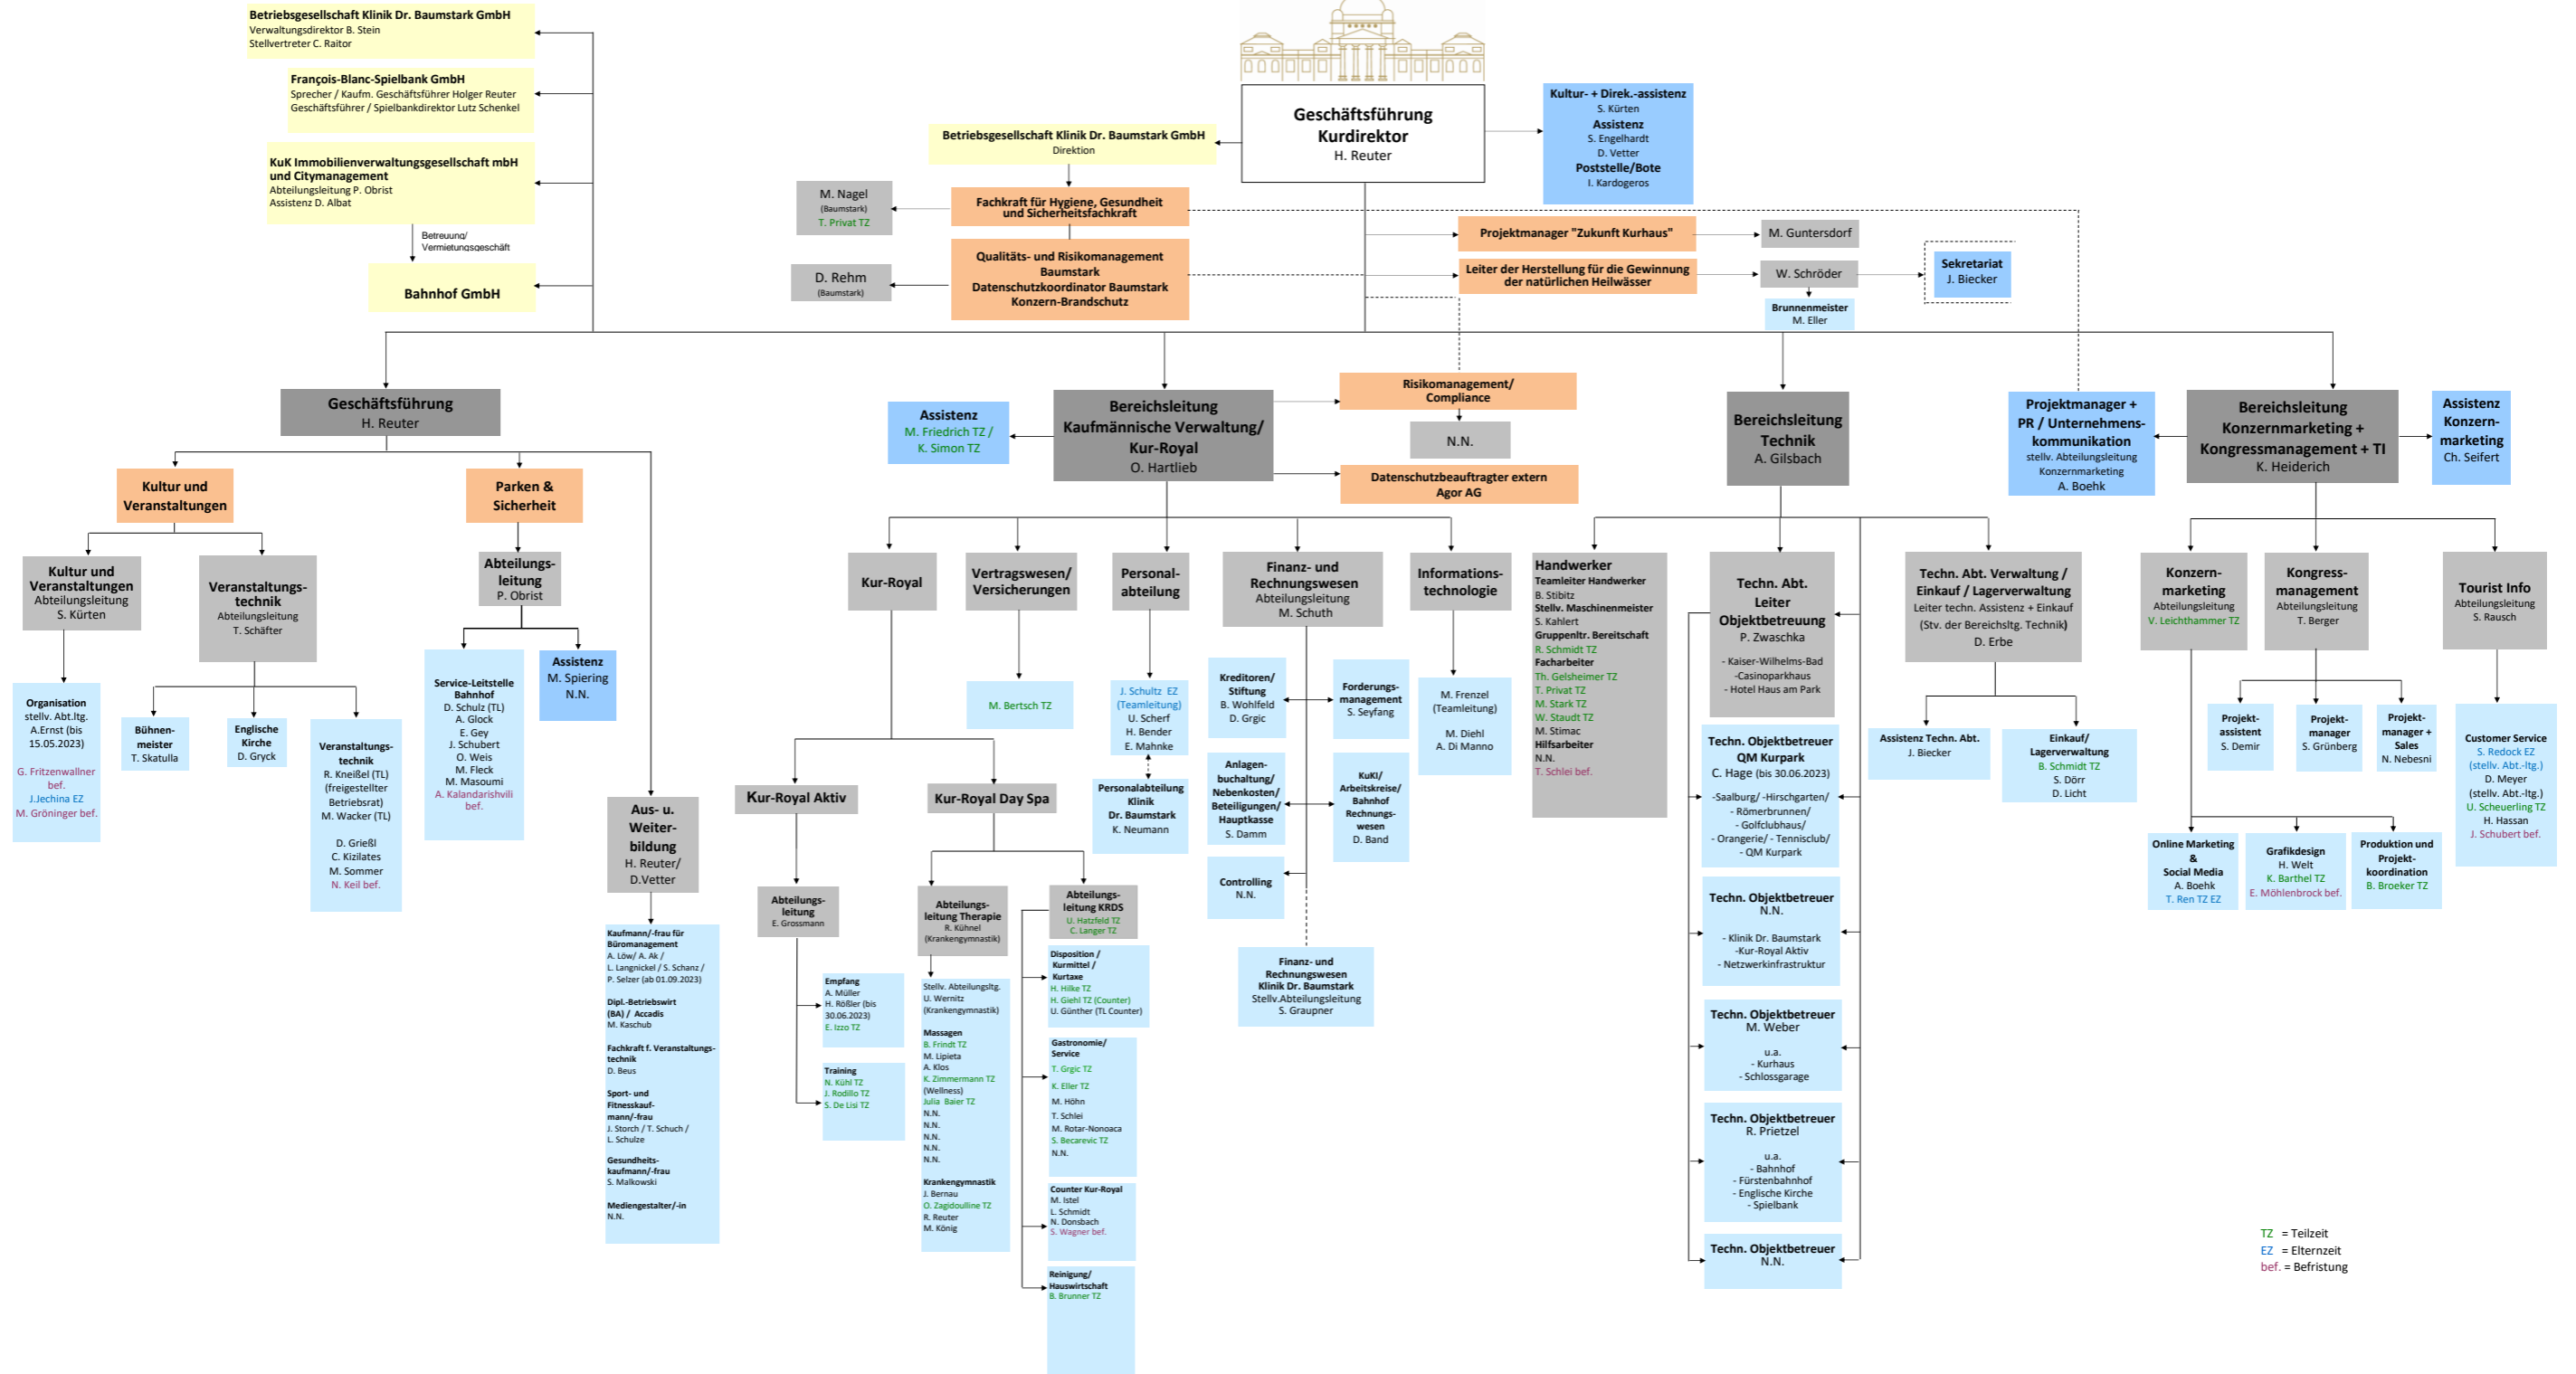 Betriebsgesellschaft Klinik Dr. Baumstark GmbH
Verwaltungsdirektor B. Stein
Stellvertreter C. Raitor
François-Blanc-Spielbank GmbH
Sprecher / Kaufm. Geschäftsführer Holger Reuter
Geschäftsführer / Spielbankdirektor Lutz Schenkel
KuK Immobilienverwaltungsgesellschaft mbH
und Citymanagement
Abteilungsleitung P. Obrist
Assistenz D. Albat
Betreuung/
Vermietungsgeschäft
Bahnhof GmbH
Geschäftsführung
Kurdirektor
H. Reuter
Kultur- + Direk.-assistenz
S. Kürten
Assistenz
S. Engelhardt
D. Vetter
Poststelle/Bote
I. Kardogeros
Betriebsgesellschaft Klinik Dr. Baumstark GmbH
Direktion
M. Nagel
(Baumstark)
T. Privat TZ
Fachkraft für Hygiene, Gesundheit
und Sicherheitsfachkraft
D. Rehm
(Baumstark)
Qualitäts- und Risikomanagement
Baumstark
Datenschutzkoordinator Baumstark
Konzern-Brandschutz
Projektmanager "Zukunft Kurhaus"
M. Guntersdorf
Leiter der Herstellung für die Gewinnung
der natürlichen Heilwässer
W. Schröder
Sekretariat
J. Biecker
Brunnenmeister
M. Eller
Geschäftsführung
H. Reuter
Assistenz
M. Friedrich TZ /
K. Simon TZ
Bereichsleitung
Kaufmännische Verwaltung/
Kur-Royal
O. Hartlieb
Risikomanagement/
Compliance
N.N.
Datenschutzbeauftragter extern
Agor AG
Bereichsleitung
Technik
A. Gilsbach
Projektmanager +
PR / Unternehmens-
kommunikation
stellv. Abteilungsleitung
Konzernmarketing
A. Boehk
Bereichsleitung
Konzernmarketing +
Kongressmanagement + TI
K. Heiderich
Assistenz
Konzern-
marketing
Ch. Seifert
Kultur und
Veranstaltungen
Parken &
Sicherheit
Kultur und
Veranstaltungen
Abteilungsleitung
S. Kürten
Veranstaltungs-
technik
Abteilungsleitung
T. Schäfter
Abteilungs-
leitung
P. Obrist
Organisation
stellv. Abt.ltg.
A.Ernst (bis
15.05.2023)
G. Fritzenwallner
bef.
J.Jechina EZ
M. Gröninger bef.
Bühnen-
meister
T. Skatulla
Englische
Kirche
D. Gryck
Veranstaltungs-
technik
R. Kneißel (TL)
(freigestellter
Betriebsrat)
M. Wacker (TL)
D. Grießl
C. Kizilates
M. Sommer
N. Keil bef.
Service-Leitstelle
Bahnhof
D. Schulz (TL)
A. Glock
E. Gey
J. Schubert
O. Weis
M. Fleck
M. Masoumi
A. Kalandarishvili
bef.
Assistenz
M. Spiering
N.N.
Aus- u.
Weiter-
bildung
H. Reuter/
D.Vetter
Kaufmann/-frau für
Büromanagement
A. Löw/ A. Ak /
L. Langnickel / S. Schanz /
P. Selzer (ab 01.09.2023)
Dipl.-Betriebswirt
(BA) / Accadis
M. Kaschub
Fachkraft f. Veranstaltungs-
technik
D. Beus
Sport- und
Fitnesskauf-
mann/-frau
J. Storch / T. Schuch /
L. Schulze
Gesundheits-
kaufmann/-frau
S. Malkowski
Mediengestalter/-in
N.N.
Kur-Royal
Vertragswesen/
Versicherungen
Personal-
abteilung
Finanz- und
Rechnungswesen
Abteilungsleitung
M. Schuth
Informations-
technologie
M. Bertsch TZ
J. Schultz EZ
(Teamleitung)
U. Scherf
H. Bender
E. Mahnke
Personalabteilung
Klinik
Dr. Baumstark
K. Neumann
Kreditoren/
Stiftung
B. Wohlfeld
D. Grgic
Forderungs-
management
S. Seyfang
Anlagen-
buchaltung/
Nebenkosten/
Beteiligungen/
Hauptkasse
S. Damm
KuKI/
Arbeitskreise/
Bahnhof
Rechnungs-
wesen
D. Band
Controlling
N.N.
Finanz- und
Rechnungswesen
Klinik Dr. Baumstark
Stellv.Abteilungsleitung
S. Graupner
M. Frenzel
(Teamleitung)
M. Diehl
A. Di Manno
Kur-Royal Aktiv
Kur-Royal Day Spa
Abteilungs-
leitung
E. Grossmann
Empfang
A. Müller
H. Rößler (bis
30.06.2023)
E. Izzo TZ
Training
N. Kühl TZ
J. Rodillo TZ
S. De Lisi TZ
Abteilungs-
leitung Therapie
R. Kühnel
(Krankengymnastik)
Stellv. Abteilungsltg.
U. Wernitz
(Krankengymnastik)
Massagen
B. Frindt TZ
M. Lipieta
A. Klos
K. Zimmermann TZ
(Wellness)
Julia Baier TZ
N.N.
N.N.
N.N.
N.N.
N.N.
Krankengymnastik
J. Bernau
O. Zagidoulline TZ
R. Reuter
M. König
Abteilungs-
leitung KRDS
U. Hatzfeld TZ
C. Langer TZ
Disposition /
Kurmittel /
Kurtaxe
H. Hilke TZ
H. Giehl TZ (Counter)
U. Günther (TL Counter)
Gastronomie/
Service
T. Grgic TZ
K. Eller TZ
M. Höhn
T. Schlei
M. Rotar-Nonoaca
S. Becarevic TZ
N.N.
Counter Kur-Royal
M. Istel
L. Schmidt
N. Donsbach
S. Wagner bef.
Reinigung/
Hauswirtschaft
B. Brunner TZ
Handwerker
Teamleiter Handwerker
B. Stibitz
Stellv. Maschinenmeister
S. Kahlert
Gruppenltr. Bereitschaft
R. Schmidt TZ
Facharbeiter
Th. Gelsheimer TZ
T. Privat TZ
M. Stark TZ
W. Staudt TZ
M. Stimac
Hilfsarbeiter
N.N.
T. Schlei bef.
Techn. Abt.
Leiter
Objektbetreuung
P. Zwaschka
- Kaiser-Wilhelms-Bad
-Casinoparkhaus
- Hotel Haus am Park
Techn. Objektbetreuer
QM Kurpark
C. Hage (bis 30.06.2023)
-Saalburg/ -Hirschgarten/
- Römerbrunnen/
- Golfclubhaus/
- Orangerie/ - Tennisclub/
- QM Kurpark
Techn. Objektbetreuer
N.N.
- Klinik Dr. Baumstark
-Kur-Royal Aktiv
- Netzwerkinfrastruktur
Techn. Objektbetreuer
M. Weber
u.a.
- Kurhaus
- Schlossgarage
Techn. Objektbetreuer
R. Prietzel
u.a.
- Bahnhof
- Fürstenbahnhof
- Englische Kirche
- Spielbank
Techn. Objektbetreuer
N.N.
Techn. Abt. Verwaltung /
Einkauf / Lagerverwaltung
Leiter techn. Assistenz + Einkauf
(Stv. der Bereichsltg. Technik)
D. Erbe
Assistenz Techn. Abt.
J. Biecker
Einkauf/
Lagerverwaltung
B. Schmidt TZ
S. Dörr
D. Licht
Konzern-
marketing
Abteilungsleitung
V. Leichthammer TZ
Kongress-
management
Abteilungsleitung
T. Berger
Tourist Info
Abteilungsleitung
S. Rausch
Projekt-
assistent
S. Demir
Projekt-
manager
S. Grünberg
Projekt-
manager +
Sales
N. Nebesni
Customer Service
S. Redock EZ
(stellv. Abt.-ltg.)
D. Meyer
(stellv. Abt.-ltg.)
U. Scheuerling TZ
H. Hassan
J. Schubert bef.
Online Marketing
&
Social Media
A. Boehk
T. Ren TZ EZ
Grafikdesign
H. Welt
K. Barthel TZ
E. Möhlenbrock bef.
Produktion und
Projekt-
koordination
B. Broeker TZ
TZ = Teilzeit
EZ = Elternzeit
bef. = Befristung